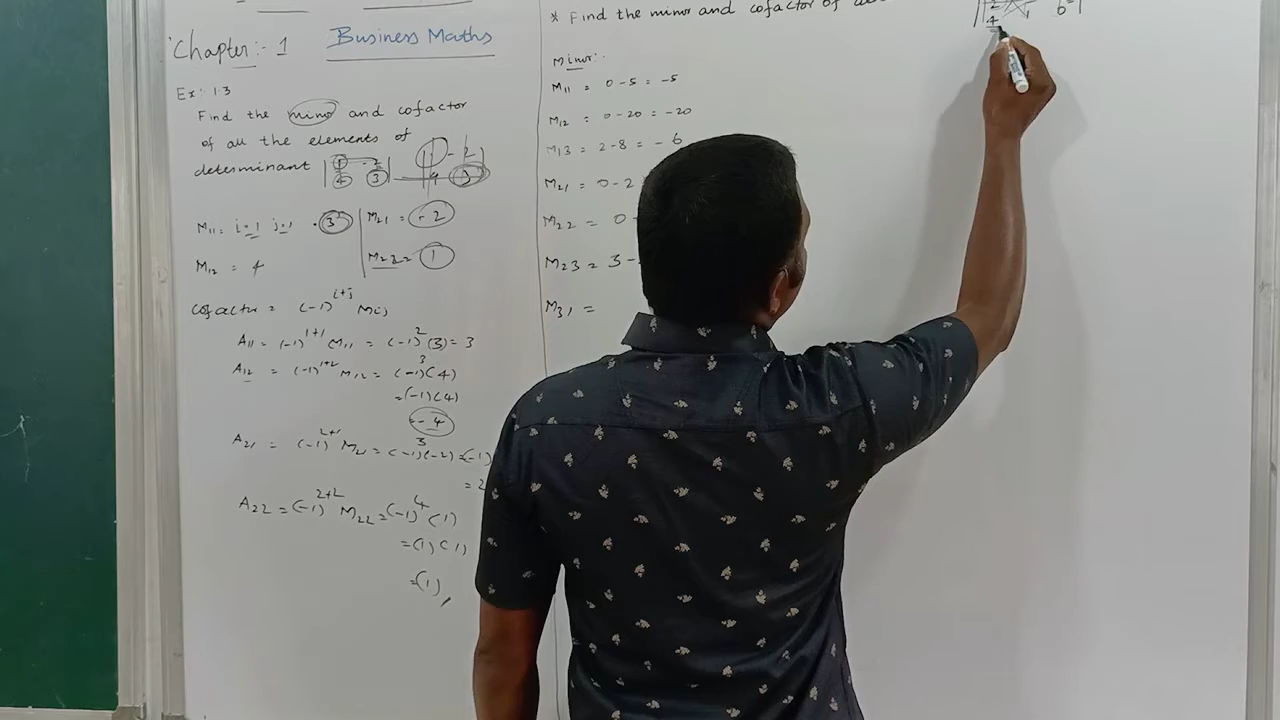 Chapter:- 1 Business Maths
Ex: 1.3
Find the minor and cofactor
of all the elements of
determinant
M11 = i=1 j=1 3
M12 = 4
M21 = -2
M22 = 1
cofactor = (-1)^i+j Mij
A11 = (-1)^1+1 M11 = (-1)^2 (3) = 3
A12 = (-1)^1+2 M12 = (-1)^3 (4)
= (-1)(4)
= -4
A21 = (-1)^2+1 M21 = (-1)^3 (-2) = (-1)
= 2
A22 = (-1)^2+2 M22 = (-1)^4 (1)
= (1) (1)
= (1)
* Find the minor and cofactor of
Minor:
M11 = 0-5 = -5
M12 = 0-20 = -20
M13 = 2-8 = -6
M21 = 0-2
M22 = 0-
M23 = 3-
M31 =